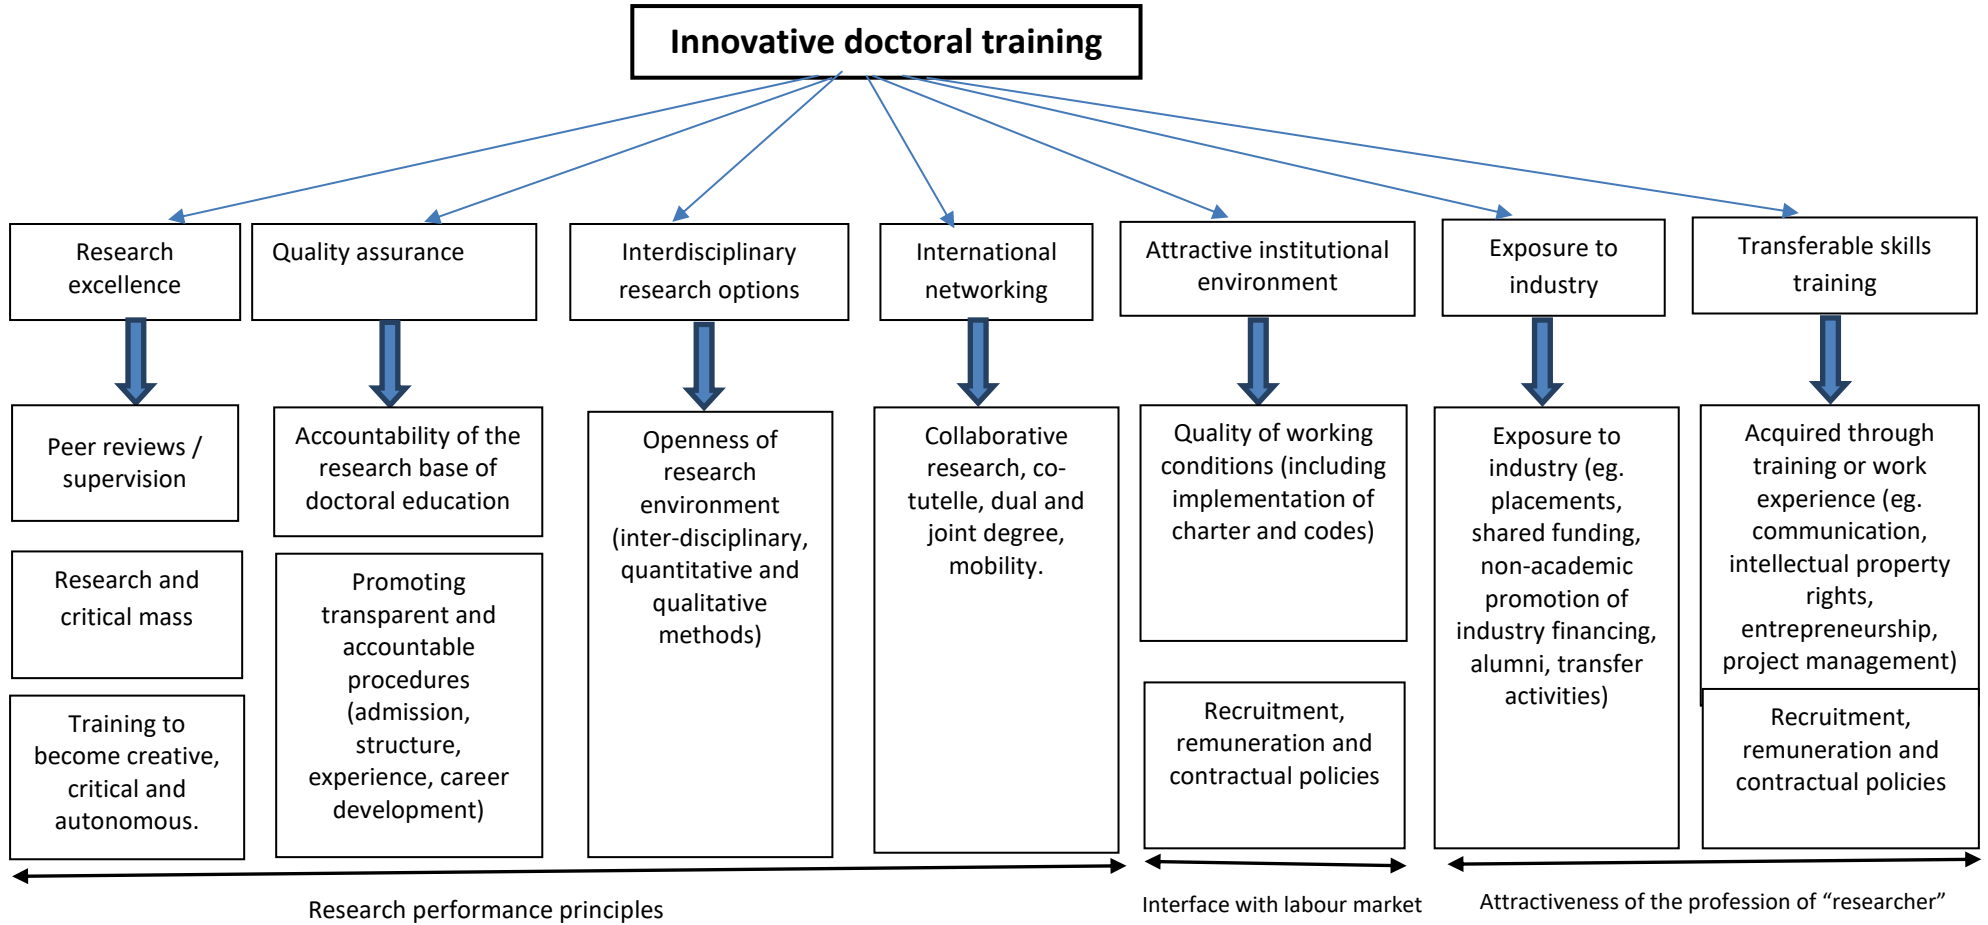 Innovative doctoral training
Research
excellence
Quality assurance
Interdisciplinary
research options
International
networking
Attractive institutional
environment
Exposure to
industry
Transferable skills
training
Peer reviews /
supervision
Research and
critical mass
Training to
become creative,
critical and
autonomous.
Accountability of the
research base of
doctoral education
Promoting
transparent and
accountable
procedures
(admission,
structure,
experience, career
development)
Openness of
research
environment
(inter-disciplinary,
quantitative and
qualitative
methods)
Collaborative
research, co-
tutelle, dual and
joint degree,
mobility.
Quality of working
conditions (including
implementation of
charter and codes)
Recruitment,
remuneration and
contractual policies
Exposure to
industry (eg.
placements,
shared funding,
non-academic
promotion of
industry financing,
alumni, transfer
activities)
Acquired through
training or work
experience (eg.
communication,
intellectual property
rights,
entrepreneurship,
project management)
Recruitment,
remuneration and
contractual policies
Research performance principles
Interface with labour market
Attractiveness of the profession of “researcher”